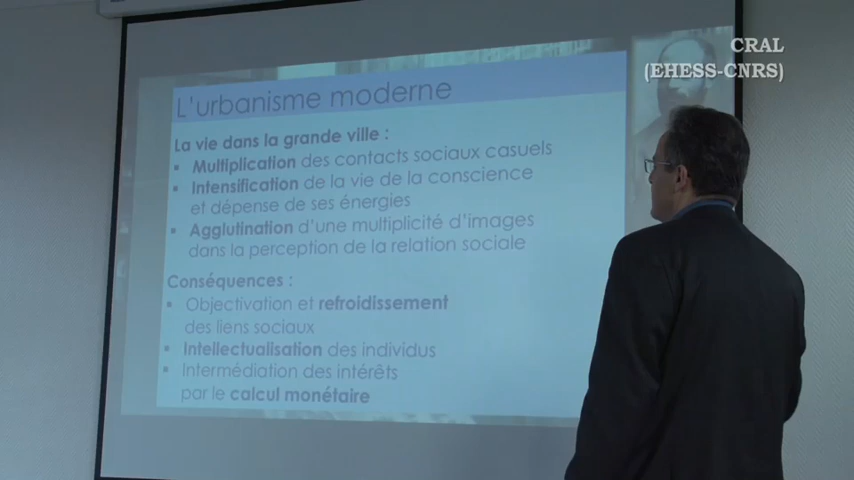 CRAL
(EHESS-CNRS)
L'urbanisme moderne
La vie dans la grande ville :
▪ Multiplication des contacts sociaux casuels
▪ Intensification de la vie de la conscience
et dépense de ses énergies
▪ Agglutination d'une multiplicité d'images
dans la perception de la relation sociale
Conséquences :
▪ Objectivation et refroidissement
des liens sociaux
▪ Intellectualisation des individus
▪ Intermédiation des intérêts
par le calcul monétaire